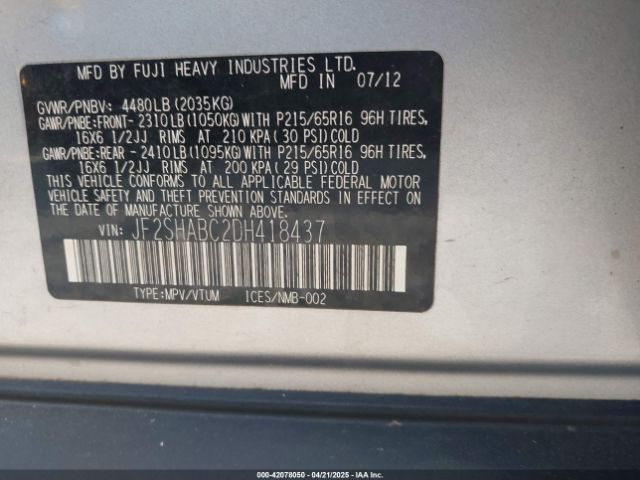 MFD BY FUJI HEAVY INDUSTRIES LTD.
MFD IN 07/12
GVWR/PNBV: 4480LB(2035KG)
GAWR/PNBE:FRONT-2310LB(1050KG)WITH P215/65R16 96H TIRES,
16X6 1/2JJ RIMS AT 210KPA(30 PSI)COLD
GAWR/PNBE:REAR -2410LB(1095KG)WITH P215/65R16 96H TIRES,
16X6 1/2JJ RIMS AT 200KPA(29 PSI)COLD
THIS VEHICLE CONFORMS TO ALL APPLICABLE FEDERAL MOTOR
VEHICLE SAFETY AND THEFT PREVENTION STANDARDS IN EFFECT
ON THE DATE OF MANUFACTURE SHOWN ABOVE.
VIN: JF2SHABC2DH418437
TYPE:MPV/VTUM ICES/NMB-002
000-42078050 - 04/21/2025 - IAA Inc.